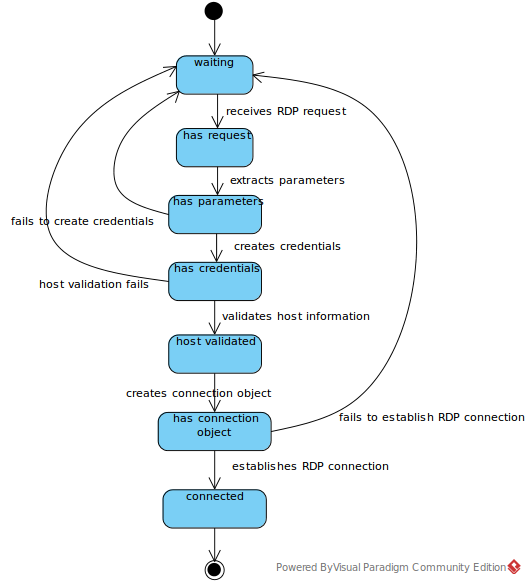 waiting
receives RDP request
has request
extracts parameters
has parameters
fails to create credentials
creates credentials
has credentials
host validation fails
validates host information
host validated
creates connection object
has connection
object
fails to establish RDP connection
establishes RDP connection
connected
Powered ByVisual Paradigm Community Edition